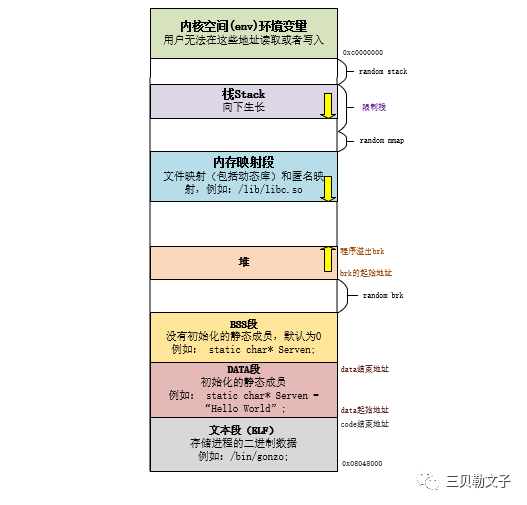 内核空间(env)环境变量
用户无法在这些地址读取或者写入
0xc0000000
random stack
栈Stack
向下生长
限制栈
random mmap
内存映射段
文件映射（包括动态库）和匿名映
射，例如：/lib/libc.so
程序溢出brk
堆
brk的起始地址
random brk
BSS段
没有初始化的静态成员，默认为0
例如： static char* Serven;
DATA段
初始化的静态成员
例如： static char* Serven =
“Hello World”;
data结束地址
data起始地址
code结束地址
文本段（ELF）
存储进程的二进制数据
例如：/bin/gonzo;
0x08048000
三贝勒文子